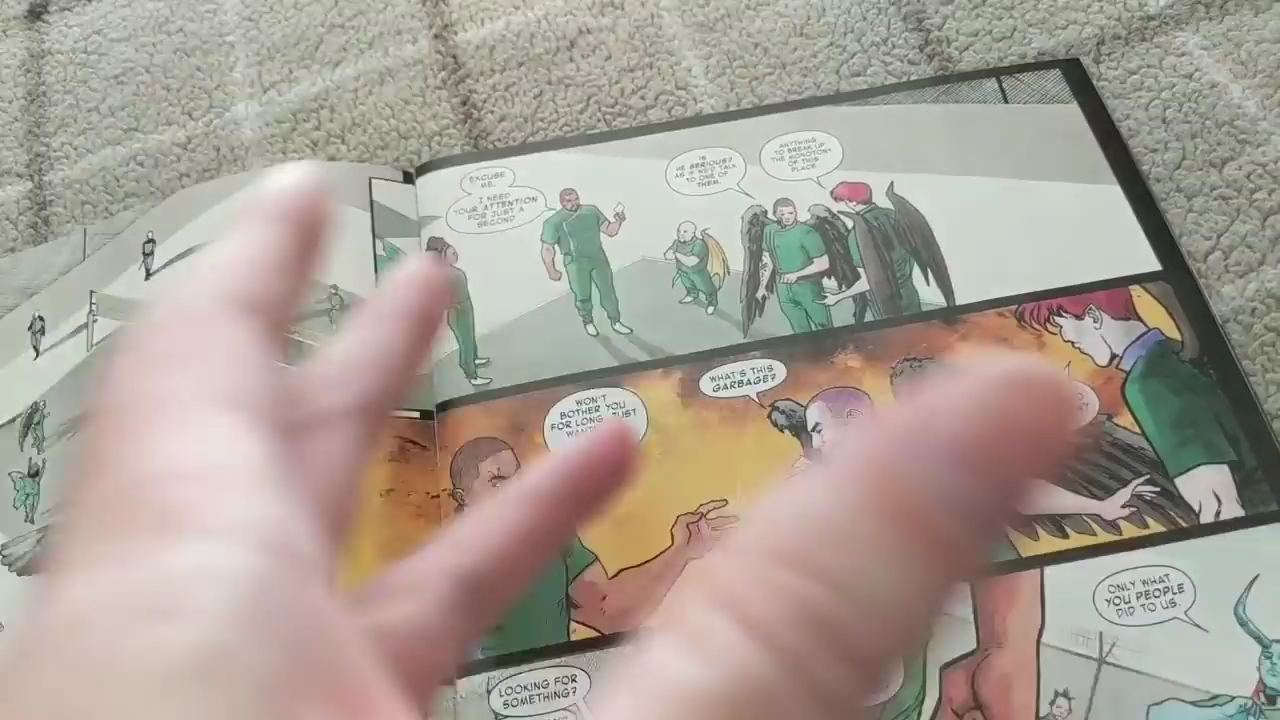 EXCUSE
ME.
I NEED
YOUR ATTENTION
FOR JUST A
SECOND
IS
HE SERIOUS?
AS IF WE'D TALK
TO ONE OF
THEM.
ANYTHING
TO BREAK UP
THE MONOTONY
OF THIS
PLACE
WON'T
BOTHER YOU
FOR LONG. JUST
WHAT'S THIS
GARBAGE?
ONLY WHAT
YOU PEOPLE
DID TO US.
LOOKING FOR
SOMETHING?